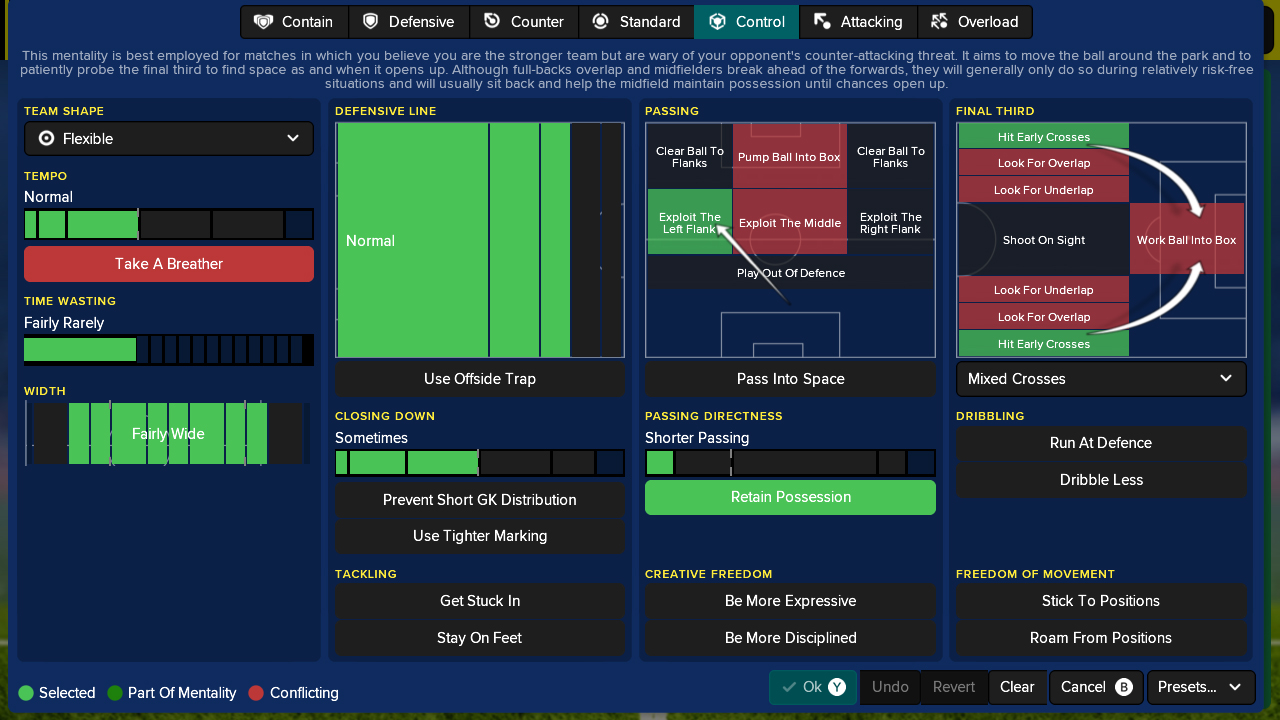 Contain
Defensive
Counter
Standard
Control
Attacking
Overload
This mentality is best employed for matches in which you believe you are the stronger team but are wary of your opponent's counter-attacking threat. It aims to move the ball around the park and to
patiently probe the final third to find space as and when it opens up. Although full-backs overlap and midfielders break ahead of the forwards, they will generally only do so during relatively risk-free
situations and will usually sit back and help the midfield maintain possession until chances open up.
TEAM SHAPE
Flexible
TEMPO
Normal
Take A Breather
TIME WASTING
Fairly Rarely
WIDTH
Fairly Wide
DEFENSIVE LINE
Normal
Use Offside Trap
CLOSING DOWN
Sometimes
Prevent Short GK Distribution
Use Tighter Marking
TACKLING
Get Stuck In
Stay On Feet
PASSING
Clear Ball To
Flanks
Pump Ball Into Box
Clear Ball To
Flanks
Exploit The
Left Flank
Exploit The Middle
Exploit The
Right Flank
Play Out Of Defence
Pass Into Space
PASSING DIRECTNESS
Shorter Passing
Retain Possession
CREATIVE FREEDOM
Be More Expressive
Be More Disciplined
FINAL THIRD
Hit Early Crosses
Look For Overlap
Look For Underlap
Shoot On Sight
Work Ball Into Box
Look For Underlap
Look For Overlap
Hit Early Crosses
Mixed Crosses
DRIBBLING
Run At Defence
Dribble Less
FREEDOM OF MOVEMENT
Stick To Positions
Roam From Positions
Selected
Part Of Mentality
Conflicting
Ok Y
Undo
Revert
Clear
Cancel B
Presets...